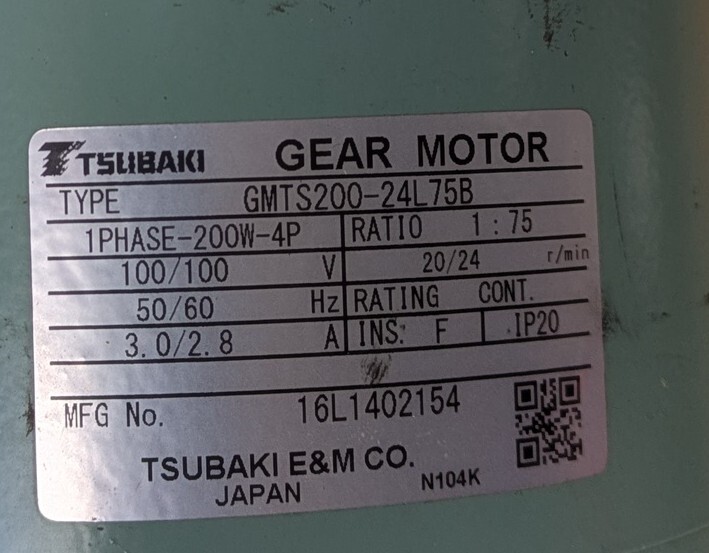 TSUBAKI GEAR MOTOR
TYPE GMTS200-24L75B
1PHASE-200W-4P RATIO 1:75
100/100 V 20/24 r/min
50/60 Hz RATING CONT.
3.0/2.8 A INS. F IP20
MFG No. 16L1402154
TSUBAKI E&M CO.
JAPAN N104K